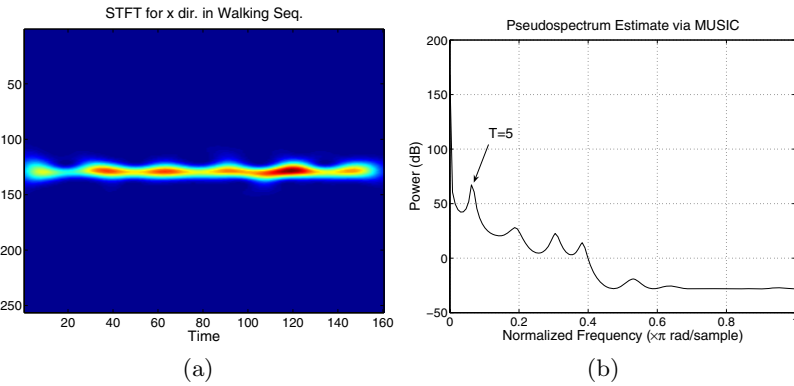 STFT for x dir. in Walking Seq.
50
100
150
200
250
20 40 60 80 100 120 140 160
Time
(a)
Pseudospectrum Estimate via MUSIC
200
150
100
50
0
−50
Power (dB)
T=5
0 0.2 0.4 0.6 0.8 1
Normalized Frequency (×π rad/sample)
(b)